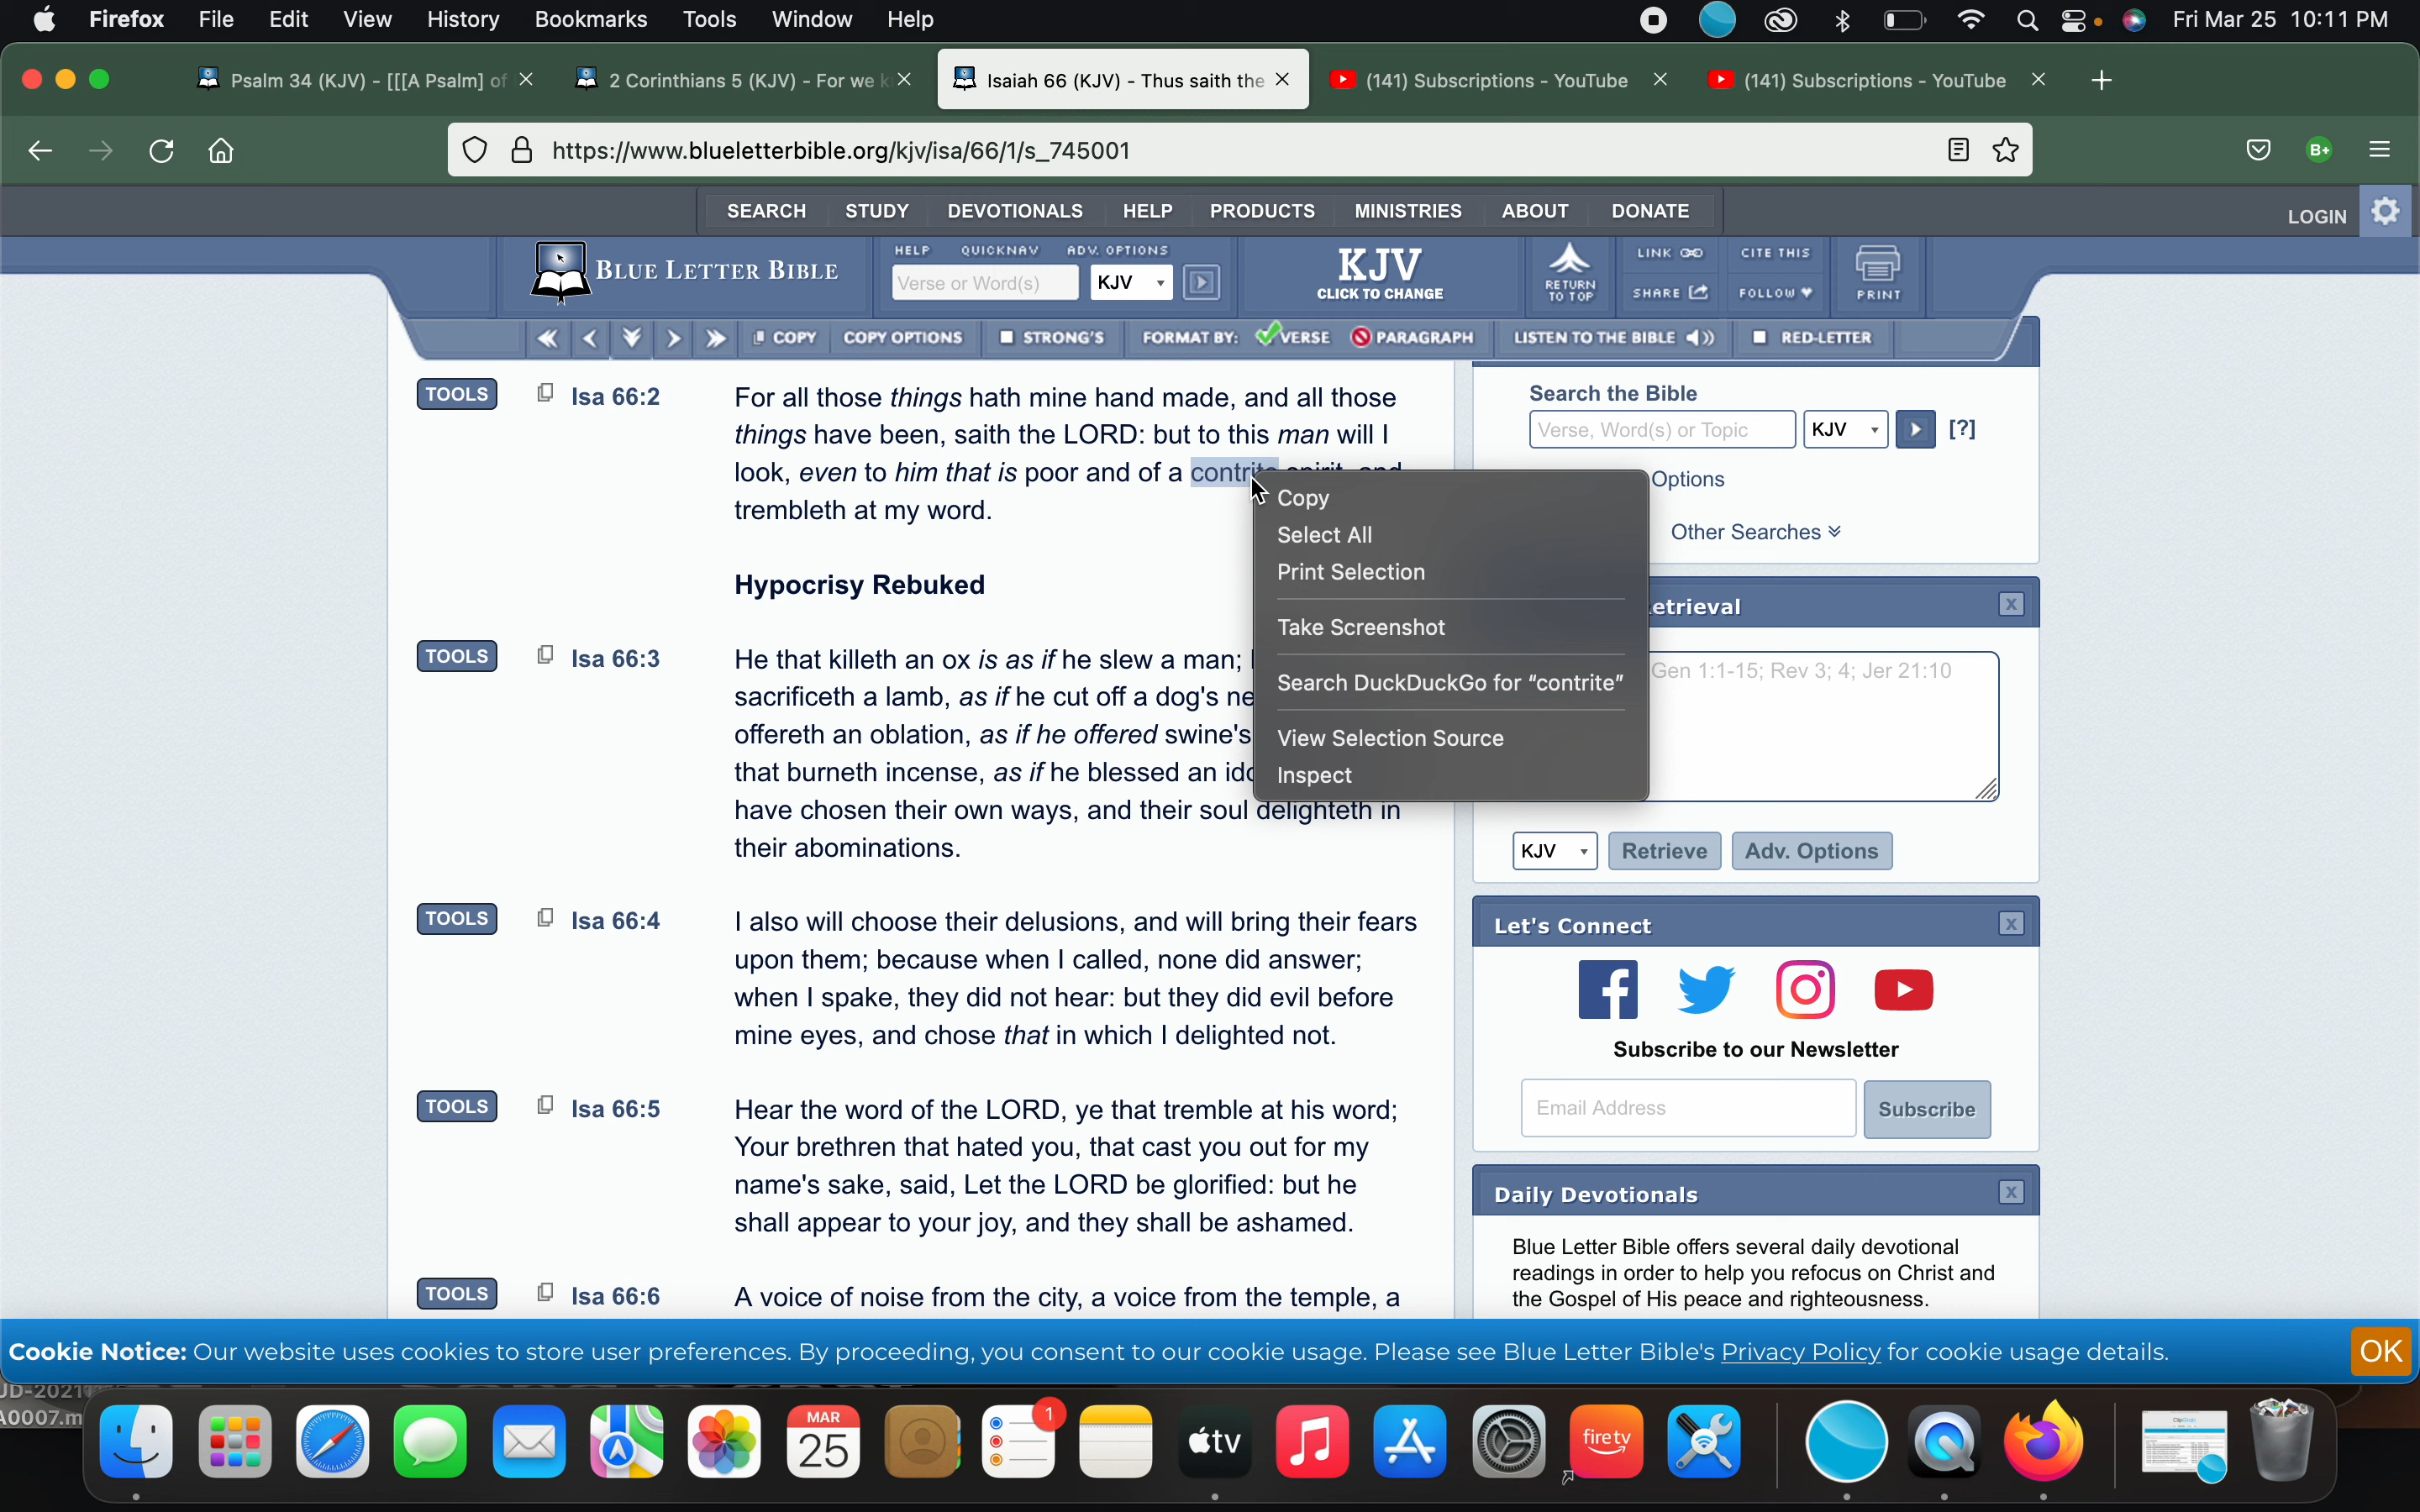 Firefox File Edit View History Bookmarks Tools Window Help Fri Mar 25 10:11 PM
Psalm 34 (KJV) - [[[A Psalm] of 2 Corinthians 5 (KJV) - For we k Isaiah 66 (KJV) - Thus saith the (141) Subscriptions - YouTube (141) Subscriptions - YouTube
https://www.blueletterbible.org/kjv/isa/66/1/s_745001 B+
SEARCH STUDY DEVOTIONALS HELP PRODUCTS MINISTRIES ABOUT DONATE LOGIN
HELP QUICKNAV ADV. OPTIONS
BLUE LETTER BIBLE
Verse or Word(s) KJV
KJV
CLICK TO CHANGE
RETURN
TO TOP
LINK CITE THIS
SHARE FOLLOW PRINT
COPY COPY OPTIONS STRONG'S FORMAT BY: VERSE PARAGRAPH LISTEN TO THE BIBLE RED-LETTER
TOOLS Isa 66:2 For all those things hath mine hand made, and all those
things have been, saith the LORD: but to this man will I
look, even to him that is poor and of a contrite spirit, and
trembleth at my word.
Hypocrisy Rebuked
TOOLS Isa 66:3 He that killeth an ox is as if he slew a man;
sacrificeth a lamb, as if he cut off a dog's
offereth an oblation, as if he offered swine's
that burneth incense, as if he blessed an
have chosen their own ways, and their soul delighteth in
their abominations.
TOOLS Isa 66:4 I also will choose their delusions, and will bring their fears
upon them; because when I called, none did answer;
when I spake, they did not hear: but they did evil before
mine eyes, and chose that in which I delighted not.
TOOLS Isa 66:5 Hear the word of the LORD, ye that tremble at his word;
Your brethren that hated you, that cast you out for my
name's sake, said, Let the LORD be glorified: but he
shall appear to your joy, and they shall be ashamed.
TOOLS Isa 66:6 A voice of noise from the city, a voice from the temple, a
Copy
Select All
Print Selection
Take Screenshot
Search DuckDuckGo for “contrite”
View Selection Source
Inspect
Search the Bible
Verse, Word(s) or Topic KJV [?]
Options
Other Searches
etrieval X
Gen 1:1-15; Rev 3; 4; Jer 21:10
KJV Retrieve Adv. Options
Let's Connect X
Subscribe to our Newsletter
Email Address Subscribe
Daily Devotionals X
Blue Letter Bible offers several daily devotional
readings in order to help you refocus on Christ and
the Gospel of His peace and righteousness.
Cookie Notice: Our website uses cookies to store user preferences. By proceeding, you consent to our cookie usage. Please see Blue Letter Bible's Privacy Policy for cookie usage details. OK
JD-2021
A0007.m
MAR
25
1
tv
fire tv